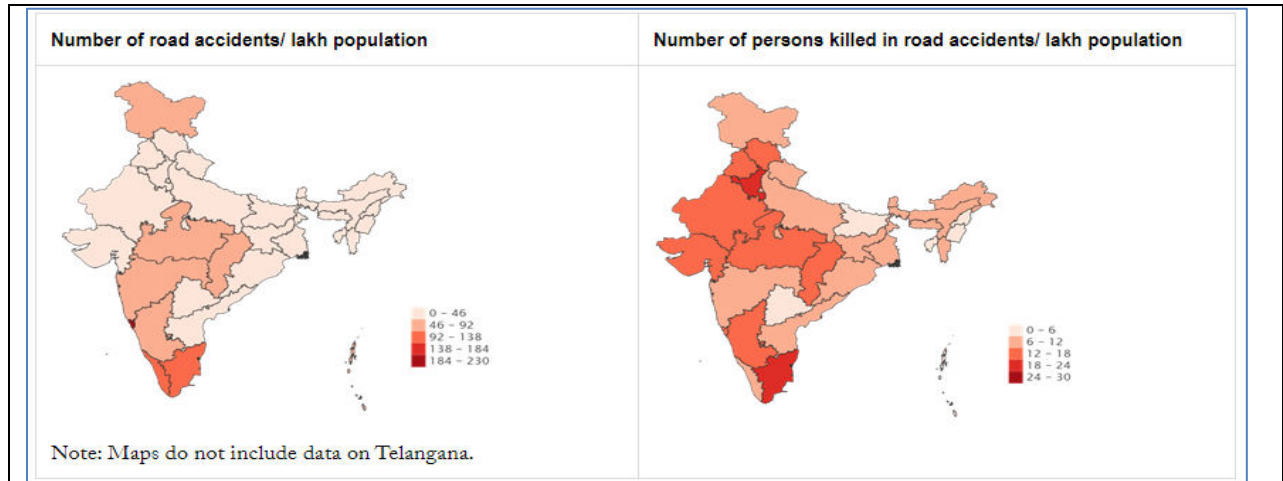 Number of road accidents/ lakh population
Number of persons killed in road accidents/ lakh population
0 – 46
46 – 92
92 – 138
138 – 184
184 – 230
0 – 6
6 – 12
12 – 18
18 – 24
24 – 30
Note: Maps do not include data on Telangana.